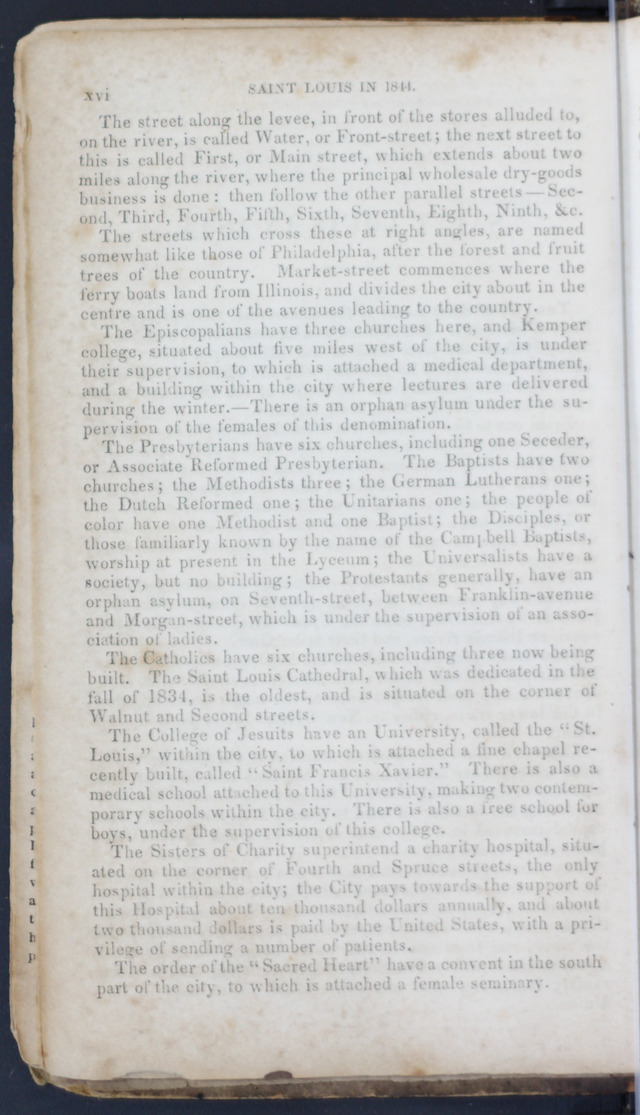 xvi SAINT LOUIS IN 1844.
The street along the levee, in front of the stores alluded to,
on the river, is called Water, or Front-street; the next street to
this is called First, or Main street, which extends about two
miles along the river, where the principal wholesale dry-goods
business is done: then follow the other parallel streets—Sec-
ond, Third, Fourth, Fifth, Sixth, Seventh, Eighth, Ninth, &c.
The streets which cross these at right angles, are named
somewhat like those of Philadelphia, after the forest and fruit
trees of the country. Market-street commences where the
ferry boats land from Illinois, and divides the city about in the
centre and is one of the avenues leading to the country.
The Episcopalians have three churches here, and Kemper
college, situated about five miles west of the city, is under
their supervision, to which is attached a medical department,
and a building within the city where lectures are delivered
during the winter.—There is an orphan asylum under the su-
pervision of the females of this denomination.
The Presbyterians have six churches, including one Seceder,
or Associate Reformed Presbyterian. The Baptists have two
churches; the Methodists three; the German Lutherans one;
the Dutch Reformed one; the Unitarians one; the people of
color have one Methodist and one Baptist; the Disciples, or
those familiarly known by the name of the Campbell Baptists,
worship at present in the Lyceum; the Universalists have a
society, but no building; the Protestants generally, have an
orphan asylum, on Seventh-street, between Franklin-avenue
and Morgan-street, which is under the supervision of an asso-
ciation of ladies.
The Catholics have six churches, including three now being
built. The Saint Louis Cathedral, which was dedicated in the
fall of 1834, is the oldest, and is situated on the corner of
Walnut and Second streets.
The College of Jesuits have an University, called the "St.
Louis," within the city, to which is attached a fine chapel re-
cently built, called "Saint Francis Xavier." There is also a
medical school attached to this University, making two contem-
porary schools within the city. There is also a free school for
boys, under the supervision of this college.
The Sisters of Charity superintend a charity hospital, situ-
ated on the corner of Fourth and Spruce streets, the only
hospital within the city; the City pays towards the support of
this Hospital about ten thousand dollars annually, and about
two thousand dollars is paid by the United States, with a pri-
vilege of sending a number of patients.
The order of the "Sacred Heart" have a convent in the south
part of the city, to which is attached a female seminary.